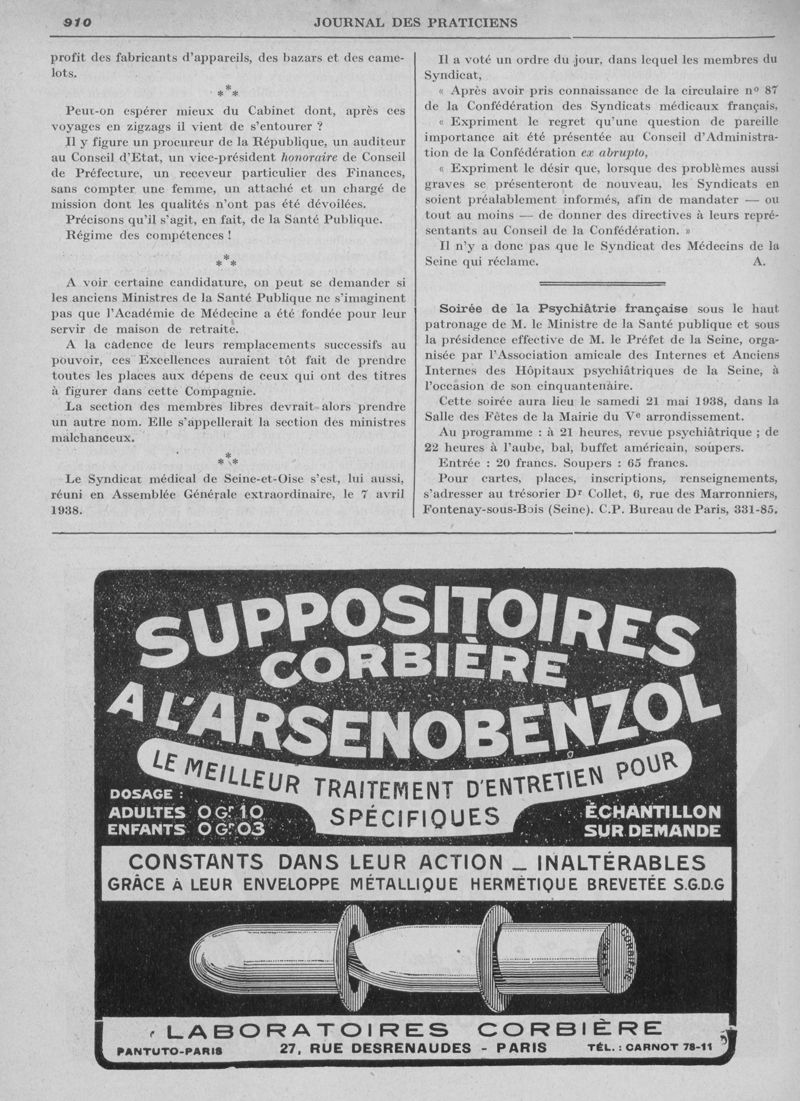 910
JOURNAL DES PRATICIENS
profit des fabricants d'appareils, des bazars et des came-
lots.
***
Peut-on espérer mieux du Cabinet dont, après ces
voyages en zigzags il vient de s'entourer ?
Il y figure un procureur de la République, un auditeur
au Conseil d'Etat, un vice-président honoraire de Conseil
de Préfecture, un receveur particulier des Finances,
sans compter une femme, un attaché et un chargé de
mission dont les qualités n'ont pas été dévoilées.
Précisons qu'il s'agit, en fait, de la Santé Publique.
Régime des compétences !
***
A voir certaine candidature, on peut se demander si
les anciens Ministres de la Santé Publique ne s'imaginent
pas que l'Académie de Médecine a été fondée pour leur
servir de maison de retraite.
A la cadence de leurs remplacements successifs au
pouvoir, ces Excellences auraient tôt fait de prendre
toutes les places aux dépens de ceux qui ont des titres
à figurer dans cette Compagnie.
La section des membres libres devrait alors prendre
un autre nom. Elle s'appellerait la section des ministres
malchanceux.
***
Le Syndicat médical de Seine-et-Oise s'est, lui aussi,
réuni en Assemblée Générale extraordinaire, le 7 avril
1938.
Il a voté un ordre du jour, dans lequel les membres du
Syndicat,
« Après avoir pris connaissance de la circulaire nº 87
de la Confédération des Syndicats médicaux français,
« Expriment le regret qu'une question de pareille
importance ait été présentée au Conseil d'Administra-
tion de la Confédération ex abrupto,
« Expriment le désir que, lorsque des problèmes aussi
graves se présenteront de nouveau, les Syndicats en
soient préalablement informés, afin de mandater — ou
tout au moins — de donner des directives à leurs repré-
sentants au Conseil de la Confédération. »
Il n'y a donc pas que le Syndicat des Médecins de la
Seine qui réclame. A.
Soirée de la Psychiâtrie française sous le haut
patronage de M. le Ministre de la Santé publique et sous
la présidence effective de M. le Préfet de la Seine, orga-
nisée par l'Association amicale des Internes et Anciens
Internes des Hôpitaux psychiâtriques de la Seine, à
l'occasion de son cinquantenaire.
Cette soirée aura lieu le samedi 21 mai 1938, dans la
Salle des Fêtes de la Mairie du Ve arrondissement.
Au programme : à 21 heures, revue psychiâtrique ; de
22 heures à l'aube, bal, buffet américain, soupers.
Entrée : 20 francs. Soupers : 65 francs.
Pour cartes, places, inscriptions, renseignements,
s'adresser au trésorier Dr Collet, 6, rue des Marronniers,
Fontenay-sous-Bois (Seine). C.P. Bureau de Paris, 331-85.
SUPPOSITOIRES
CORBIÈRE
A L'ARSENOBENZOL
LE MEILLEUR TRAITEMENT D'ENTRETIEN POUR
SPÉCIFIQUES
DOSAGE :
ADULTES 0 Gr 10
ENFANTS 0 Gr 03
ÉCHANTILLON
SUR DEMANDE
CONSTANTS DANS LEUR ACTION _ INALTÉRABLES
GRÂCE À LEUR ENVELOPPE MÉTALLIQUE HERMÉTIQUE BREVETÉE S.G.D.G
CORBIÈRE
PARIS
LABORATOIRES CORBIÈRE
PANTUTO-PARIS
27, RUE DESRENAUDES - PARIS
TÉL. : CARNOT 78-11